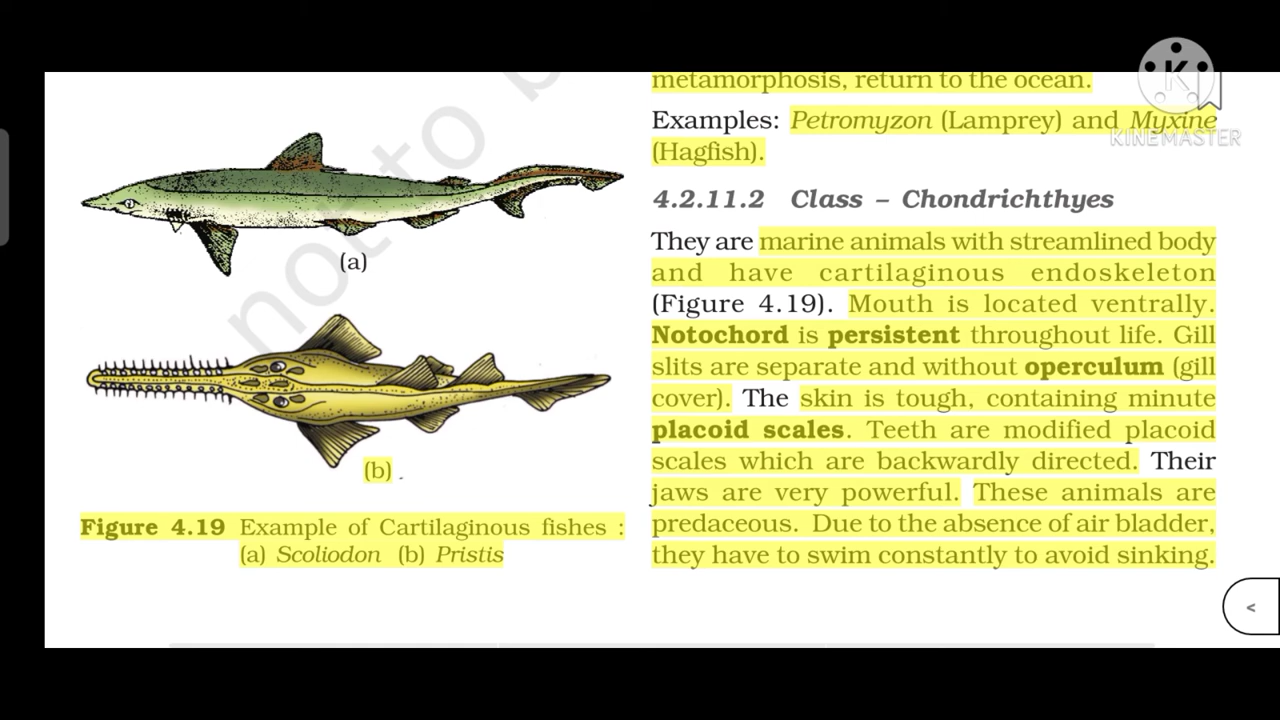 metamorphosis, return to the ocean.
Examples: Petromyzon (Lamprey) and Myxine
(Hagfish).
KINEMASTER
4.2.11.2 Class – Chondrichthyes
They are marine animals with streamlined body
and have cartilaginous endoskeleton
(Figure 4.19). Mouth is located ventrally.
Notochord is persistent throughout life. Gill
slits are separate and without operculum (gill
cover). The skin is tough, containing minute
placoid scales. Teeth are modified placoid
scales which are backwardly directed. Their
jaws are very powerful. These animals are
predaceous. Due to the absence of air bladder,
they have to swim constantly to avoid sinking.
not to b
(a)
(b)
Figure 4.19 Example of Cartilaginous fishes :
(a) Scoliodon (b) Pristis
K
<